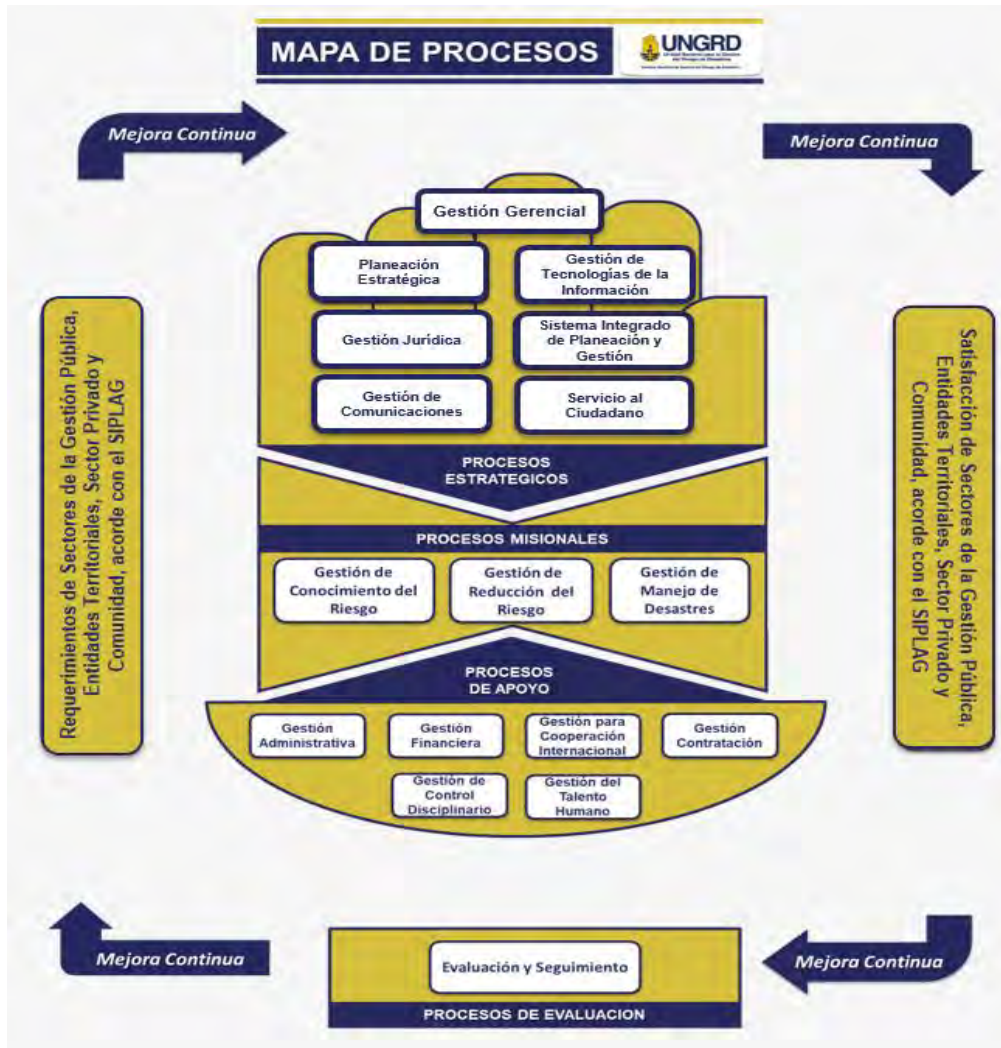 MAPA DE PROCESOS
UNGRD
Mejora Continua
Mejora Continua
Requerimientos de Sectores de la Gestión Pública,
Entidades Territoriales, Sector Privado y
Comunidad, acorde con el SIPLAG
Gestión Gerencial
Planeación
Estratégica
Gestión de
Tecnologías de la
Información
Gestión Jurídica
Sistema Integrado
de Planeación y
Gestión
Gestión de
Comunicaciones
Servicio al
Ciudadano
PROCESOS
ESTRATEGICOS
PROCESOS MISIONALES
Gestión de
Conocimiento del
Riesgo
Gestión de
Reducción del
Riesgo
Gestión de
Manejo de
Desastres
PROCESOS
DE APOYO
Gestión
Administrativa
Gestión
Financiera
Gestión para
Cooperación
Internacional
Gestión
Contratación
Gestión de
Control
Disciplinario
Gestión del
Talento
Humano
Satisfacción de Sectores de la Gestión Pública,
Entidades Territoriales, Sector Privado y
Comunidad, acorde con el SIPLAG
Mejora Continua
Evaluación y Seguimiento
PROCESOS DE EVALUACION
Mejora Continua